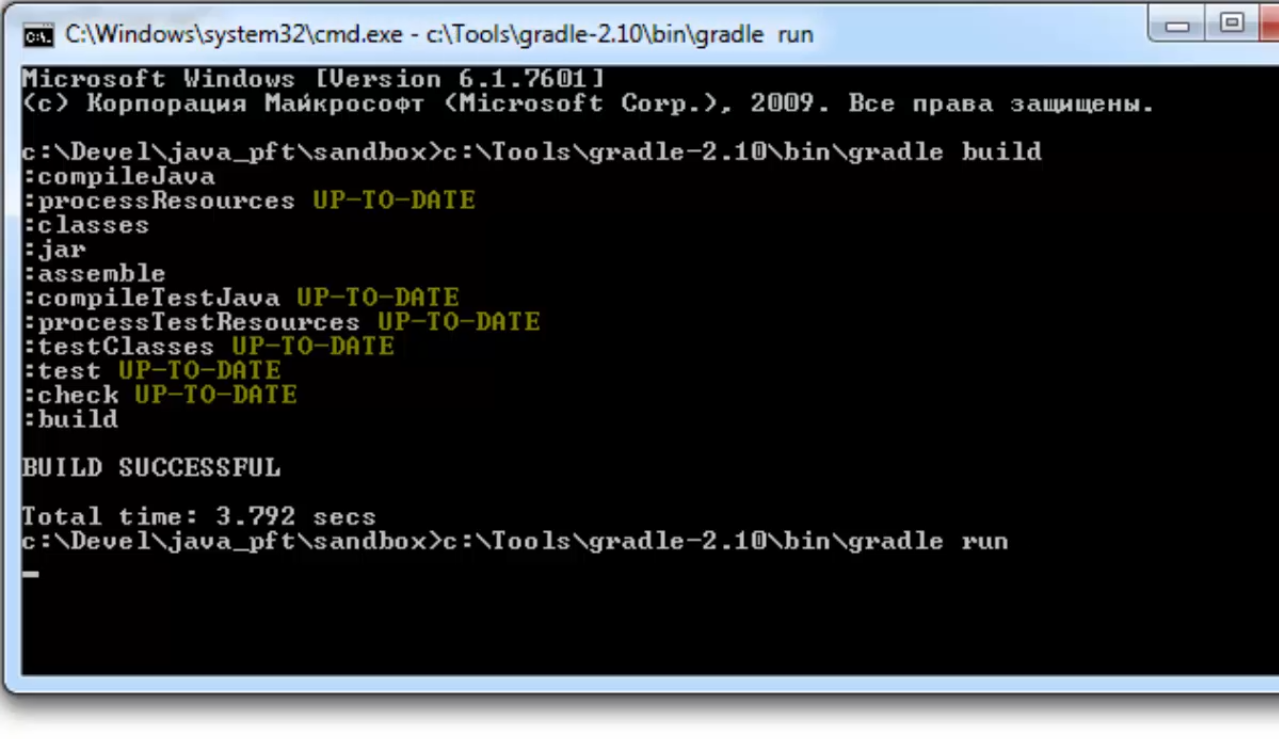 C:\Windows\system32\cmd.exe - c:\Tools\gradle-2.10\bin\gradle  run
Microsoft Windows [Version 6.1.7601]
(c) Корпорация Майкрософт (Microsoft Corp.), 2009. Все права защищены.
c:\Devel\java_pft\sandbox>c:\Tools\gradle-2.10\bin\gradle build
:compileJava
:processResources UP-TO-DATE
:classes
:jar
:assemble
:compileTestJava UP-TO-DATE
:processTestResources UP-TO-DATE
:testClasses UP-TO-DATE
:test UP-TO-DATE
:check UP-TO-DATE
:build
BUILD SUCCESSFUL
Total time: 3.792 secs
c:\Devel\java_pft\sandbox>c:\Tools\gradle-2.10\bin\gradle run